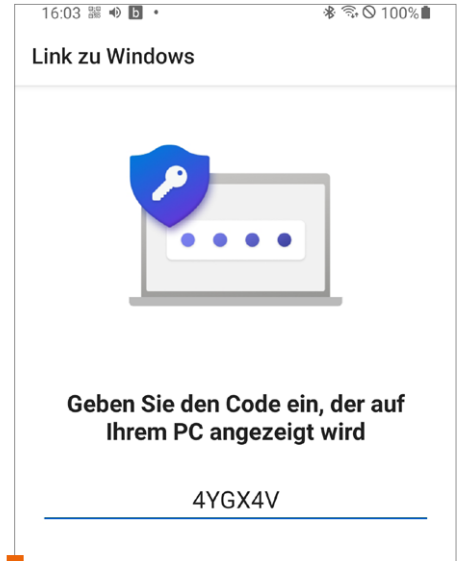 16:03 b 100%
Link zu Windows
Geben Sie den Code ein, der auf
Ihrem PC angezeigt wird
4YGX4V